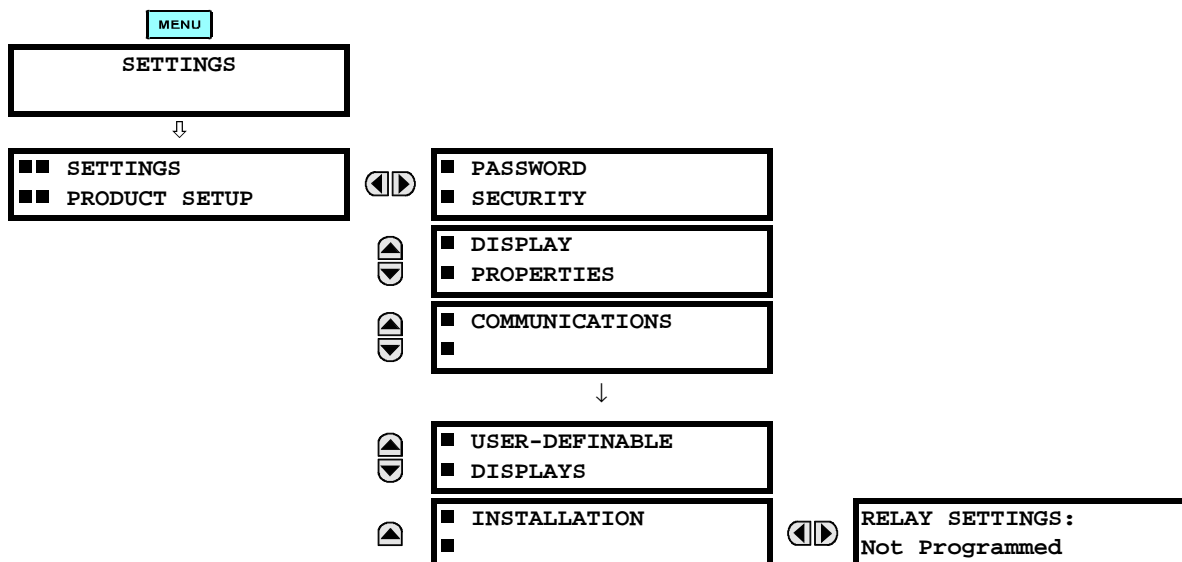 MENU
SETTINGS
SETTINGS
PRODUCT SETUP
PASSWORD
SECURITY
DISPLAY
PROPERTIES
COMMUNICATIONS
USER-DEFINABLE
DISPLAYS
INSTALLATION
RELAY SETTINGS:
Not Programmed